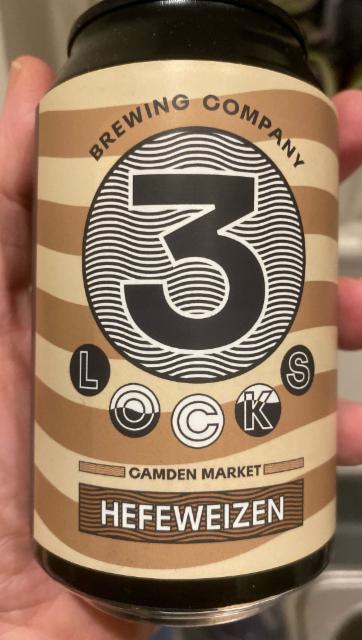 BREWING COMPANY
3
LOCKS
CAMDEN MARKET
HEFEWEIZEN